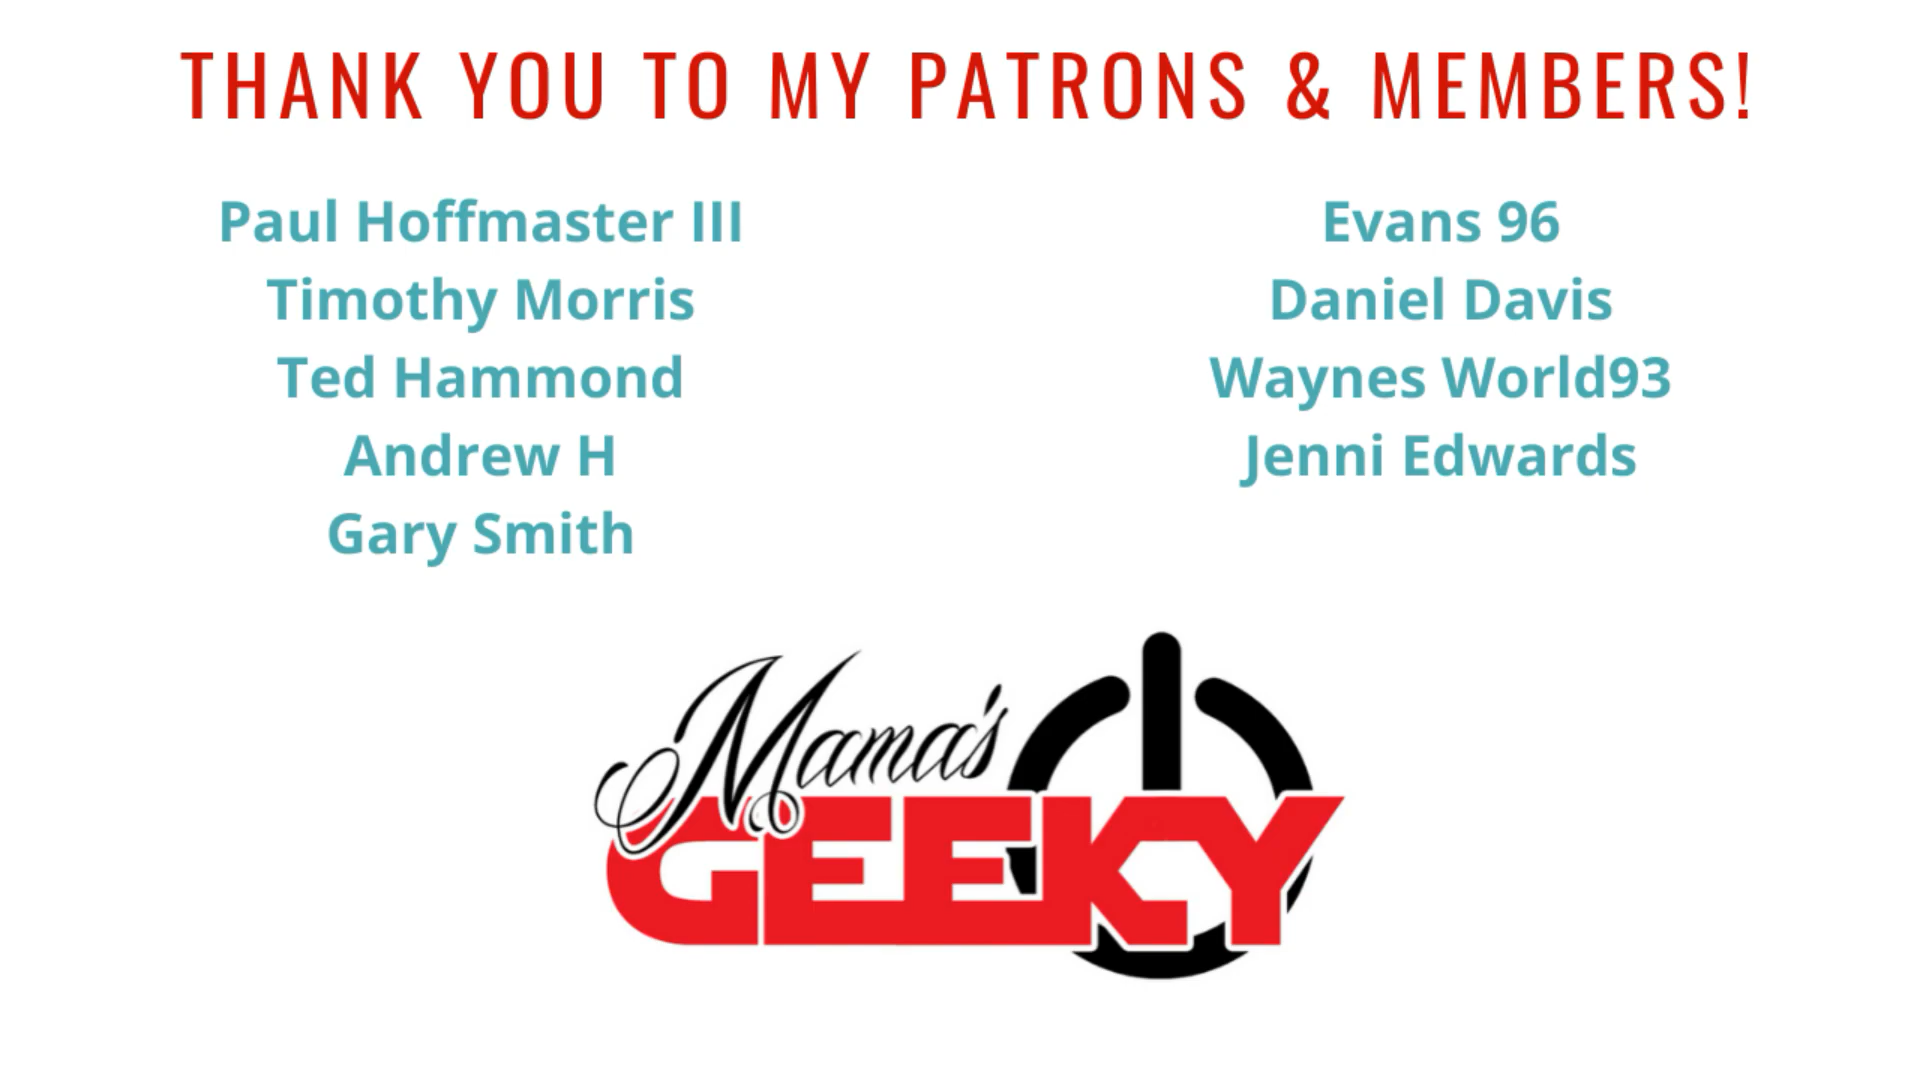 THANK YOU TO MY PATRONS & MEMBERS!
Paul Hoffmaster III
Timothy Morris
Ted Hammond
Andrew H
Gary Smith
Evans 96
Daniel Davis
Waynes World93
Jenni Edwards
Mama's
GEEKY